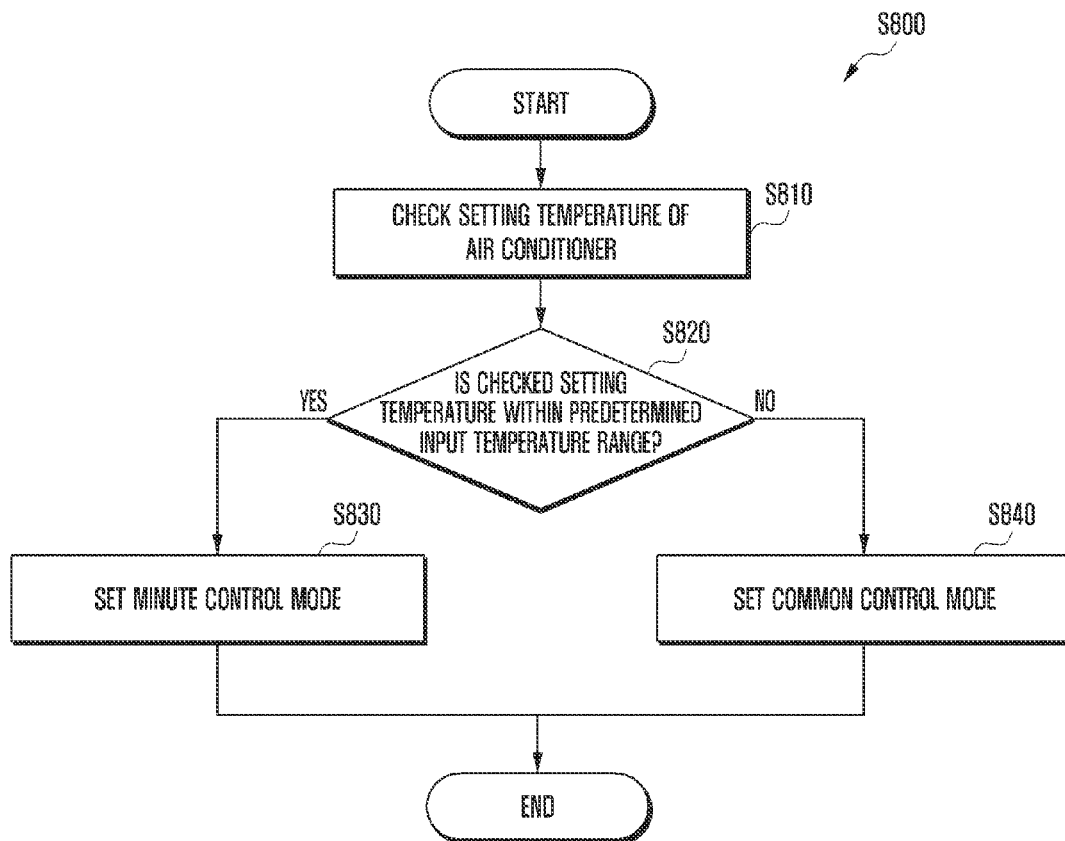 S800
START
S810
CHECK SETTING TEMPERATURE OF
AIR CONDITIONER
S820
IS CHECKED SETTING
TEMPERATURE WITHIN PREDETERMINED
INPUT TEMPERATURE RANGE?
YES
NO
S830
SET MINUTE CONTROL MODE
S840
SET COMMON CONTROL MODE
END